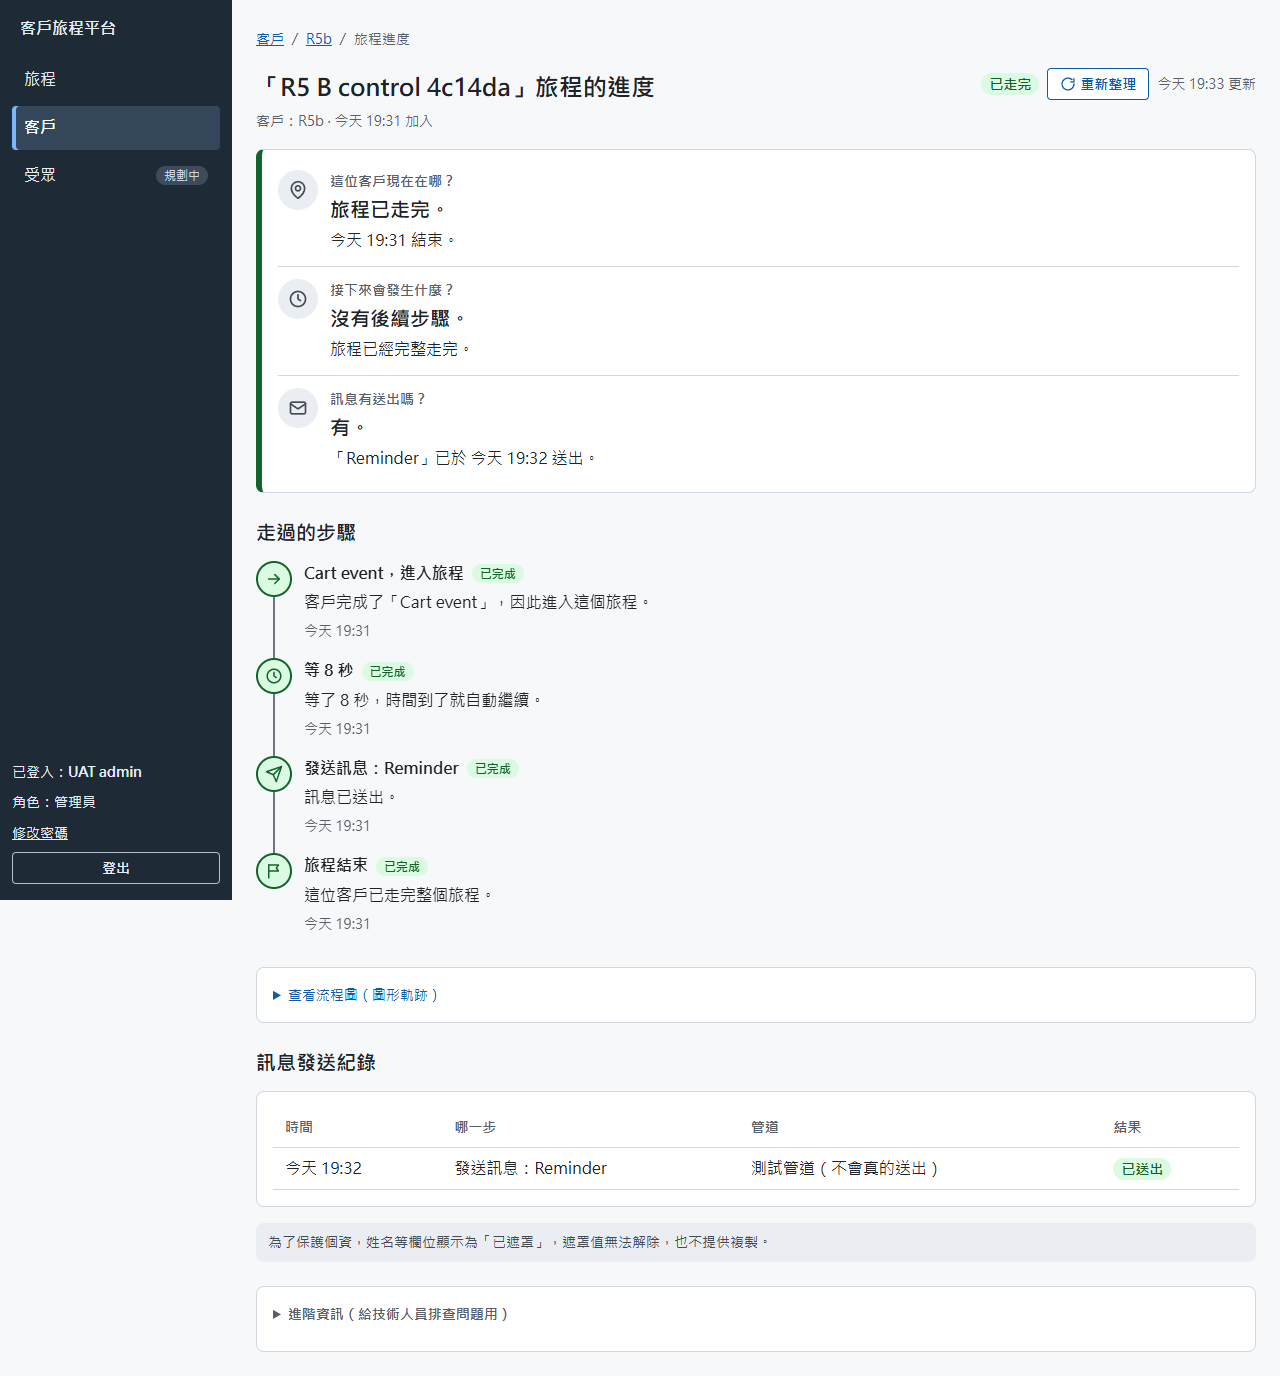 客戶旅程平台
旅程
客戶
受眾 規劃中
已登入：UAT admin
角色：管理員
修改密碼
登出
客戶 / R5b / 旅程進度
「R5 B control 4c14da」旅程的進度
已走完 重新整理 今天 19:33 更新
客戶：R5b · 今天 19:31 加入
這位客戶現在在哪？
旅程已走完。
今天 19:31 結束。
接下來會發生什麼？
沒有後續步驟。
旅程已經完整走完。
訊息有送出嗎？
有。
「Reminder」已於 今天 19:32 送出。
走過的步驟
Cart event，進入旅程 已完成
客戶完成了「Cart event」，因此進入這個旅程。
今天 19:31
等 8 秒 已完成
等了 8 秒，時間到了就自動繼續。
今天 19:31
發送訊息：Reminder 已完成
訊息已送出。
今天 19:31
旅程結束 已完成
這位客戶已走完整個旅程。
今天 19:31
查看流程圖（圖形軌跡）
訊息發送紀錄
時間 哪一步 管道 結果
今天 19:32 發送訊息：Reminder 測試管道（不會真的送出） 已送出
為了保護個資，姓名等欄位顯示為「已遮罩」，遮罩值無法解除，也不提供複製。
進階資訊（給技術人員排查問題用）